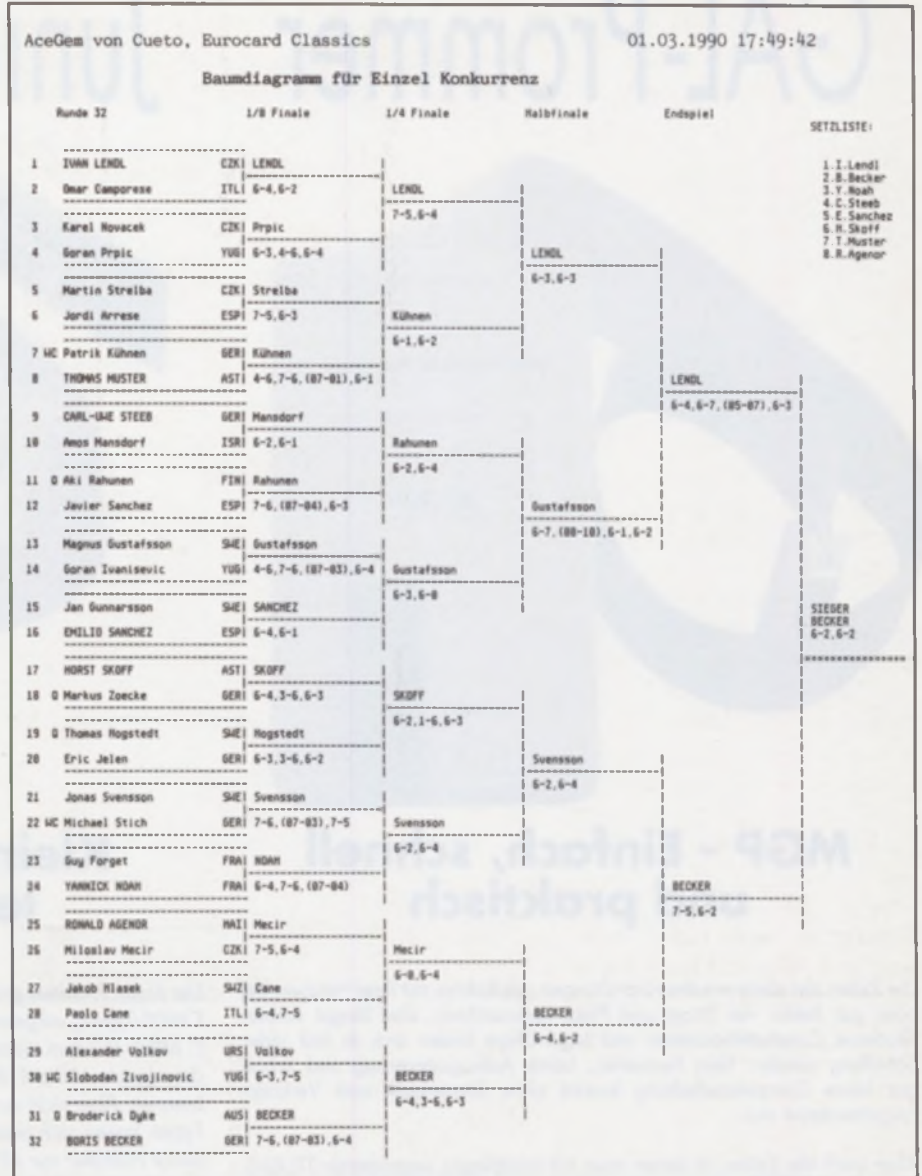 AceGem von Cueto, Eurocard Classics 01.03.1990 17:49:42
Baumdiagramm für Einzel Konkurrenz
Runde 32 1/8 Finale 1/4 Finale Halbfinale Endspiel
SETZLISTE:
1 IVAN LENDL CZK LENDL
1.I.Lendl
2 Omar Camporese ITL 6-4,6-2 LENDL
2.B.Becker
3.Y.Noah
7-5,6-4
4.C.Steeb
3 Karel Novacek CZK Prpic
5.E.Sanchez
6.H.Skoff
4 Goran Prpic YUG 6-3,4-6,6-4 LENDL
7.T.Muster
8.R.Agenor
6-3,6-3
5 Martin Strelba CZK Strelba
6 Jordi Arrese ESP 7-5,6-3 Kühnen
6-1,6-2
7 WC Patrik Kühnen GER Kühnen
8 THOMAS MUSTER AST 4-6,7-6,(07-01),6-1 LENDL
6-4,6-7,(05-07),6-3
9 CARL-UWE STEEB GER Mansdorf
10 Amos Mansdorf ISR 6-2,6-1 Rahunen
6-2,6-4
11 Q Aki Rahunen FIN Rahunen
12 Javier Sanchez ESP 7-6,(07-04),6-3 Gustafsson
6-7,(08-10),6-1,6-2
13 Magnus Gustafsson SWE Gustafsson
14 Goran Ivanisevic YUG 4-6,7-6,(07-03),6-4 Gustafsson
6-3,6-0
15 Jan Gunnarsson SWE SANCHEZ SIEGER
BECKER
16 EMILIO SANCHEZ ESP 6-4,6-1 6-2,6-2
17 HORST SKOFF AST SKOFF
18 Q Markus Zoecke GER 6-4,3-6,6-3 SKOFF
6-2,1-6,6-3
19 Q Thomas Hogstedt SWE Hogstedt
20 Eric Jelen GER 6-3,3-6,6-2 Svensson
6-2,6-4
21 Jonas Svensson SWE Svensson
22 WC Michael Stich GER 7-6,(07-03),7-5 Svensson
6-2,6-4
23 Guy Forget FRA NOAH
24 YANNICK NOAH FRA 6-4,7-6,(07-04) BECKER
7-5,6-2
25 RONALD AGENOR HAI Mecir
26 Miloslav Mecir CZK 7-5,6-4 Mecir
6-0,6-4
27 Jakob Hlasek SWZ Cane
28 Paolo Cane ITL 6-4,7-5 BECKER
6-4,6-2
29 Alexander Volkov URS Volkov
30 WC Slobodan Zivojinovic YUG 6-3,7-5 BECKER
6-4,3-6,6-3
31 Q Broderick Dyke AUS BECKER
32 BORIS BECKER GER 7-6,(07-03),6-4